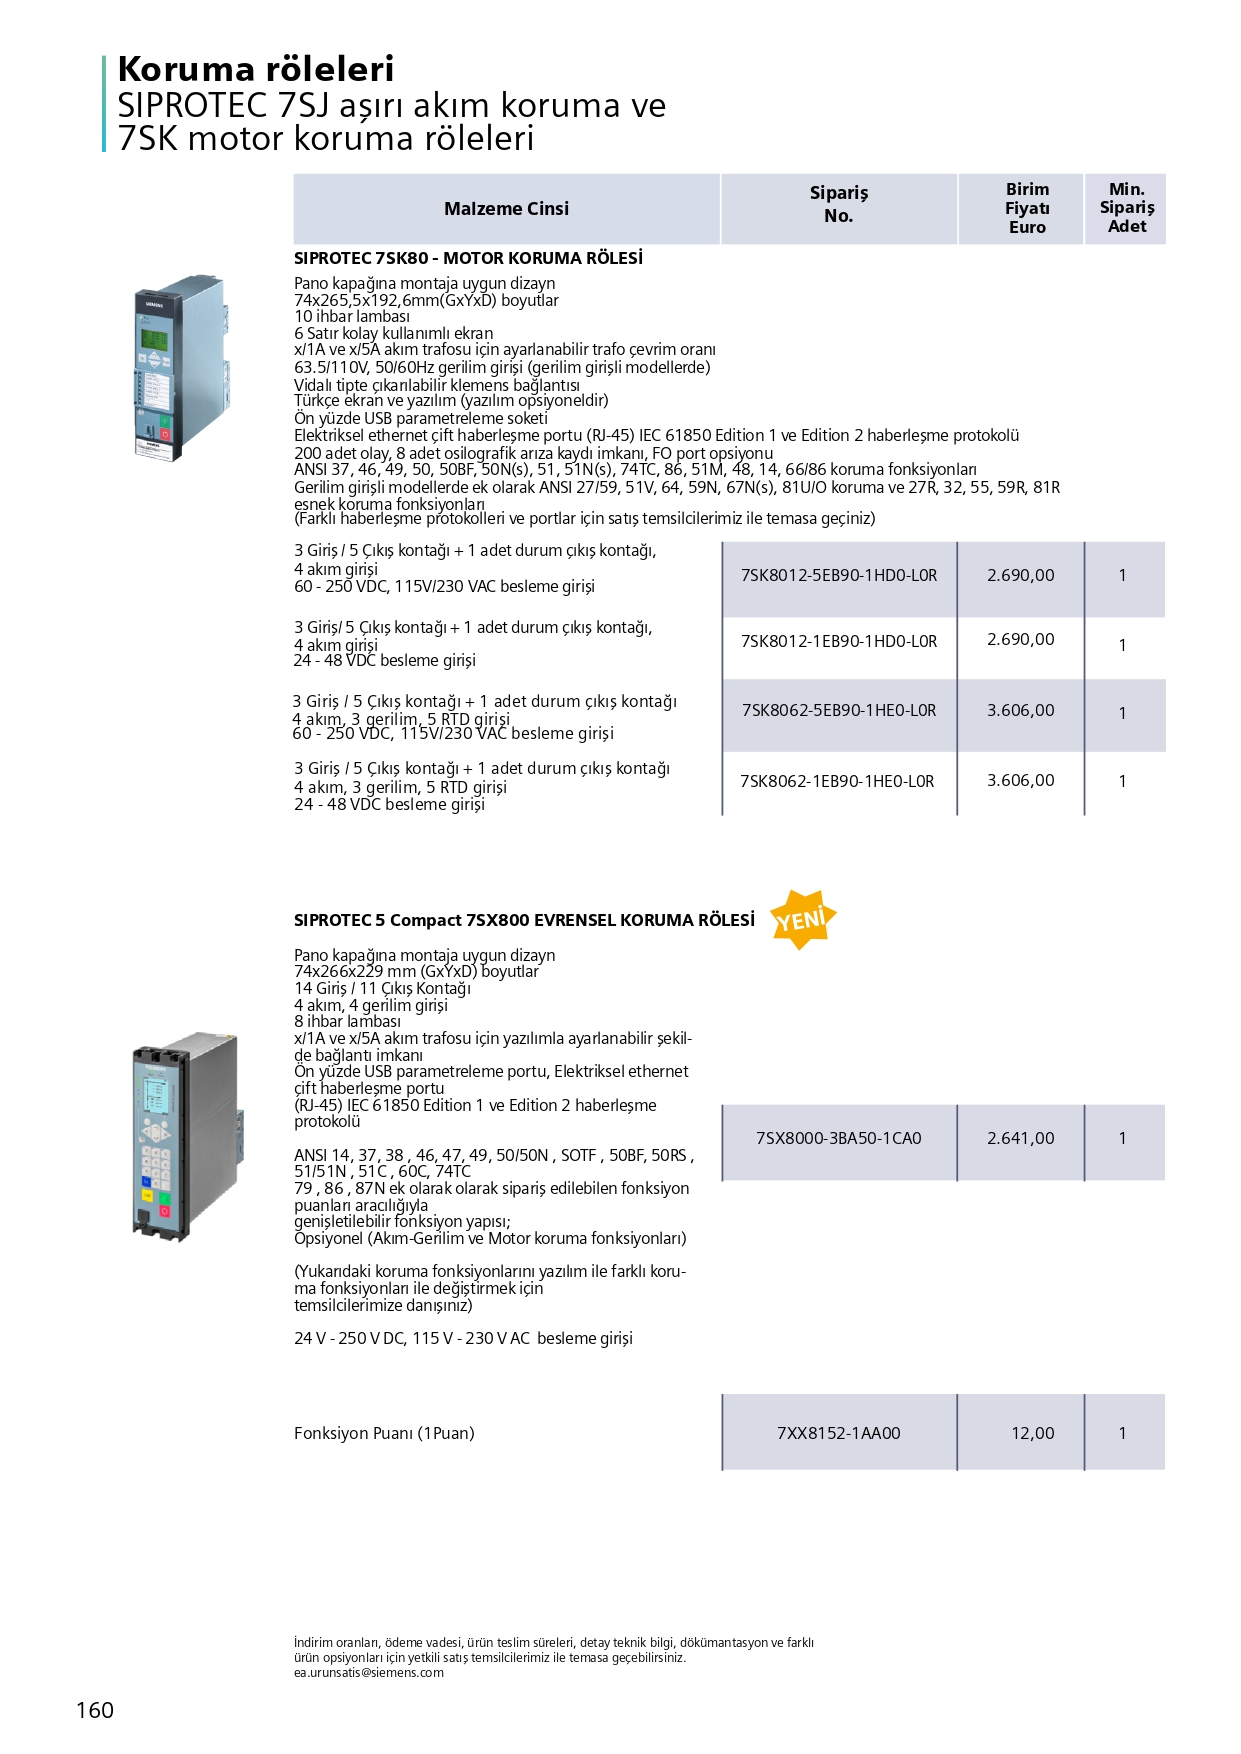 Koruma röleleri
SIPROTEC 7SJ aşırı akım koruma ve
7SK motor koruma röleleri
Malzeme Cinsi
Sipariş
No.
Birim
Fiyatı
Euro
Min.
Sipariş
Adet
SIPROTEC 7SK80 - MOTOR KORUMA RÖLESİ
Pano kapağına montaja uygun dizayn
74x265,5x192,6mm(GxYxD) boyutlar
10 ihbar lambası
6 Satır kolay kullanımlı ekran
x/1A ve x/5A akım trafosu için ayarlanabilir trafo çevrim oranı
63.5/110V, 50/60Hz gerilim girişi (gerilim girişli modellerde)
Vidalı tipte çıkarılabilir klemens bağlantısı
Türkçe ekran ve yazılım (yazılım opsiyoneldir)
Ön yüzde USB parametreleme soketi
Elektriksel ethernet çift haberleşme portu (RJ-45) IEC 61850 Edition 1 ve Edition 2 haberleşme protokolü
200 adet olay, 8 adet osilografik arıza kaydı imkanı, FO port opsiyonu
ANSI 37, 46, 49, 50, 50BF, 50N(s), 51, 51N(s), 74TC, 86, 51M, 48, 14, 66/86 koruma fonksiyonları
Gerilim girişli modellerde ek olarak ANSI 27/59, 51V, 64, 59N, 67N(s), 81U/O koruma ve 27R, 32, 55, 59R, 81R
esnek koruma fonksiyonları
(Farklı haberleşme protokolleri ve portlar için satış temsilcilerimiz ile temasa geçiniz)
3 Giriş / 5 Çıkış kontağı + 1 adet durum çıkış kontağı,
4 akım girişi
60 - 250 VDC, 115V/230 VAC besleme girişi
7SK8012-5EB90-1HD0-L0R
2.690,00
1
3 Giriş/ 5 Çıkış kontağı + 1 adet durum çıkış kontağı,
4 akım girişi
24 - 48 VDC besleme girişi
7SK8012-1EB90-1HD0-L0R
2.690,00
1
3 Giriş / 5 Çıkış kontağı + 1 adet durum çıkış kontağı
4 akım, 3 gerilim, 5 RTD girişi
60 - 250 VDC, 115V/230 VAC besleme girişi
7SK8062-5EB90-1HE0-L0R
3.606,00
1
3 Giriş / 5 Çıkış kontağı + 1 adet durum çıkış kontağı
4 akım, 3 gerilim, 5 RTD girişi
24 - 48 VDC besleme girişi
7SK8062-1EB90-1HE0-L0R
3.606,00
1
SIPROTEC 5 Compact 7SX800 EVRENSEL KORUMA RÖLESİ
YENİ
Pano kapağına montaja uygun dizayn
74x266x229 mm (GxYxD) boyutlar
14 Giriş / 11 Çıkış Kontağı
4 akım, 4 gerilim girişi
8 ihbar lambası
x/1A ve x/5A akım trafosu için yazılımla ayarlanabilir şekil-
de bağlantı imkanı
Ön yüzde USB parametreleme portu, Elektriksel ethernet
çift haberleşme portu
(RJ-45) IEC 61850 Edition 1 ve Edition 2 haberleşme
protokolü
ANSI 14, 37, 38 , 46, 47, 49, 50/50N , SOTF , 50BF, 50RS ,
51/51N , 51C , 60C, 74TC
79 , 86 , 87N ek olarak olarak sipariş edilebilen fonksiyon
puanları aracılığıyla
genişletilebilir fonksiyon yapısı;
Opsiyonel (Akım-Gerilim ve Motor koruma fonksiyonları)
(Yukarıdaki koruma fonksiyonlarını yazılım ile farklı koru-
ma fonksiyonları ile değiştirmek için
temsilcilerimize danışınız)
24 V - 250 V DC, 115 V - 230 V AC  besleme girişi
7SX8000-3BA50-1CA0
2.641,00
1
Fonksiyon Puanı (1Puan)
7XX8152-1AA00
12,00
1
İndirim oranları, ödeme vadesi, ürün teslim süreleri, detay teknik bilgi, dökümantasyon ve farklı
ürün opsiyonları için yetkili satış temsilcilerimiz ile temasa geçebilirsiniz.
ea.urunsatis@siemens.com
160
SIEMENS